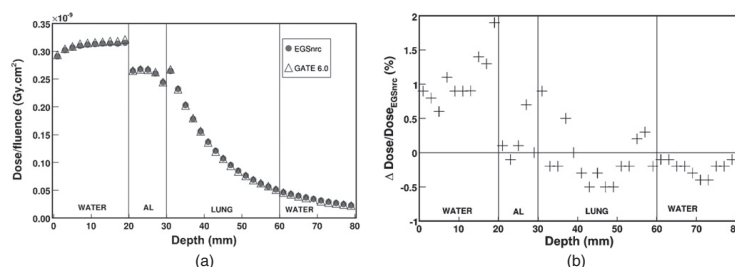 ×10⁻⁹
0.35
0.30
0.25
0.20
0.15
0.10
0.05
0.00
Dose/fluence (Gy.cm²)
EGSnrc
GATE 6.0
WATER AL LUNG WATER
0 10 20 30 40 50 60 70 80
Depth (mm)
(a)
2
1.5
1
0.5
0
-0.5
-1
Δ Dose/Dose EGSnrc (%)
WATER AL LUNG WATER
0 10 20 30 40 50 60 70 80
Depth (mm)
(b)